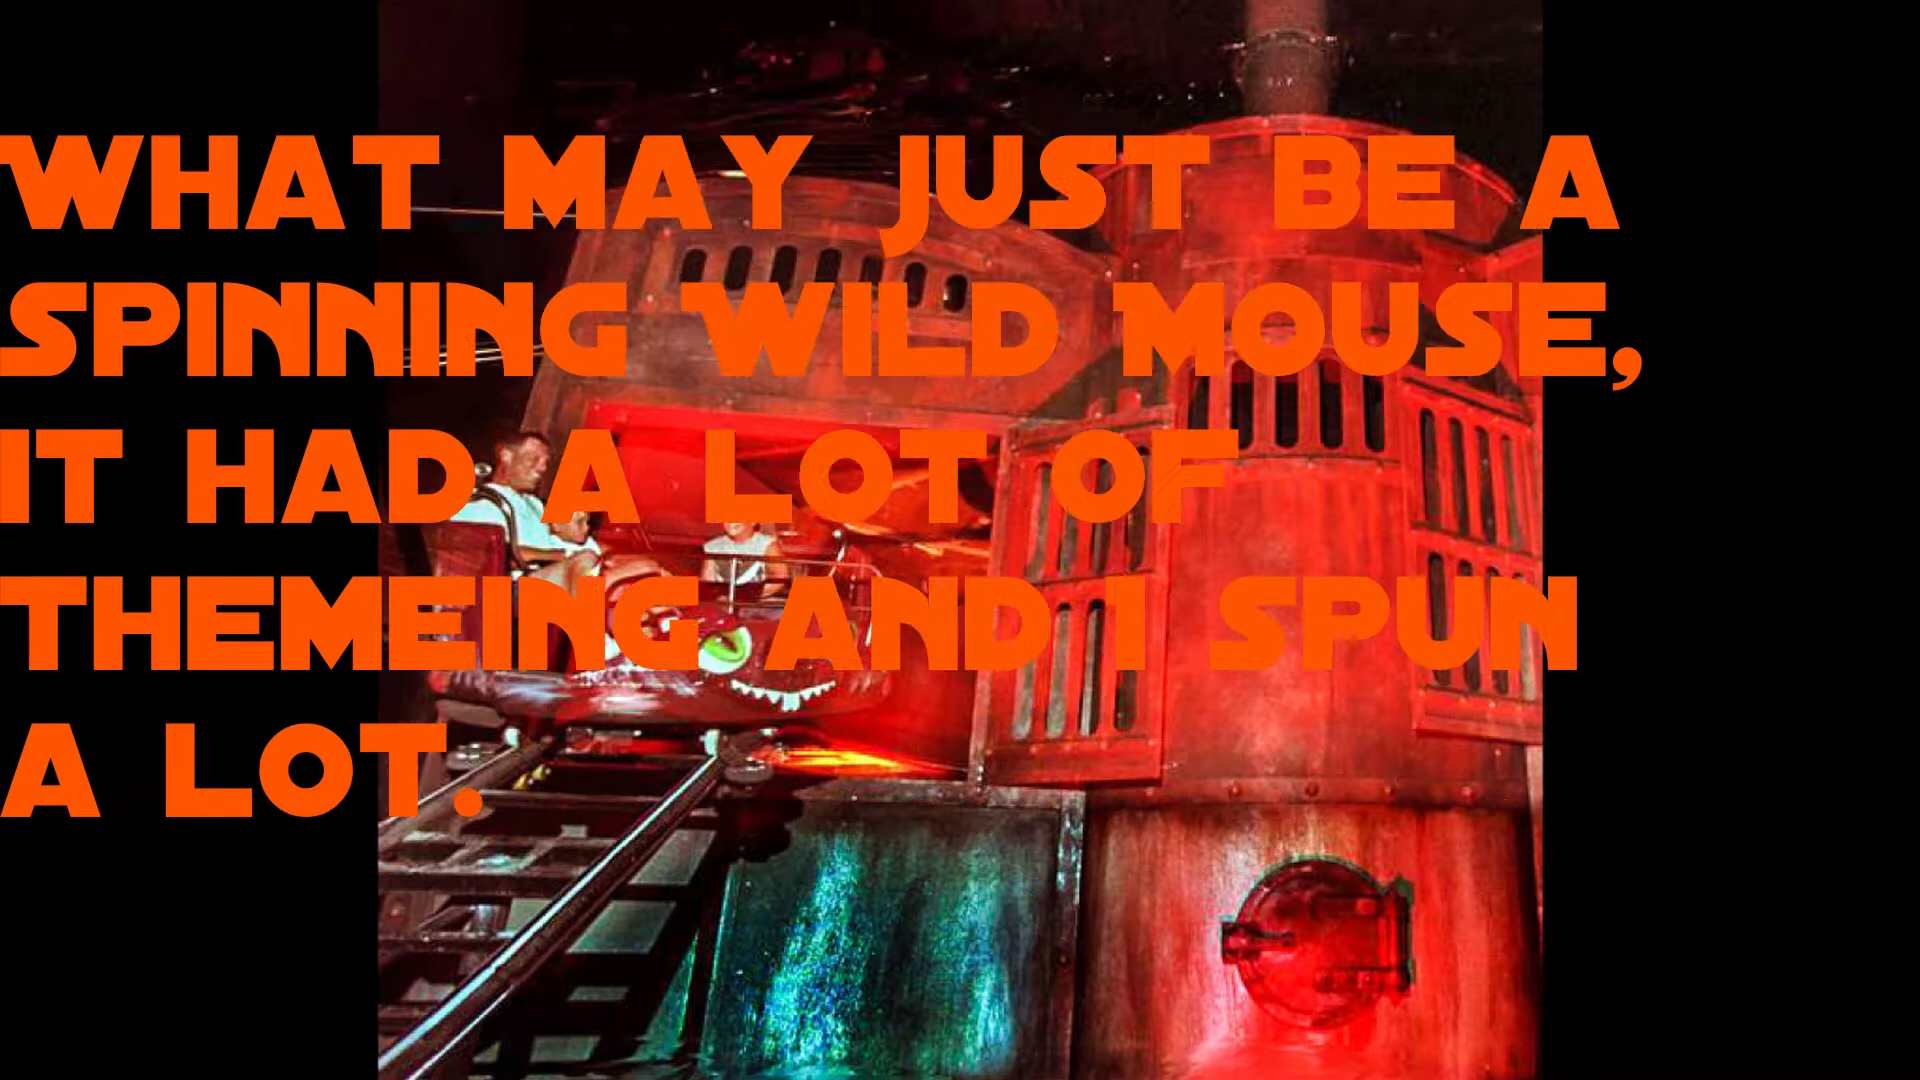 WHAT MAY JUST BE A
SPINNING WILD MOUSE,
IT HAD A LOT OF
THEMEING AND I SPUN
A LOT.